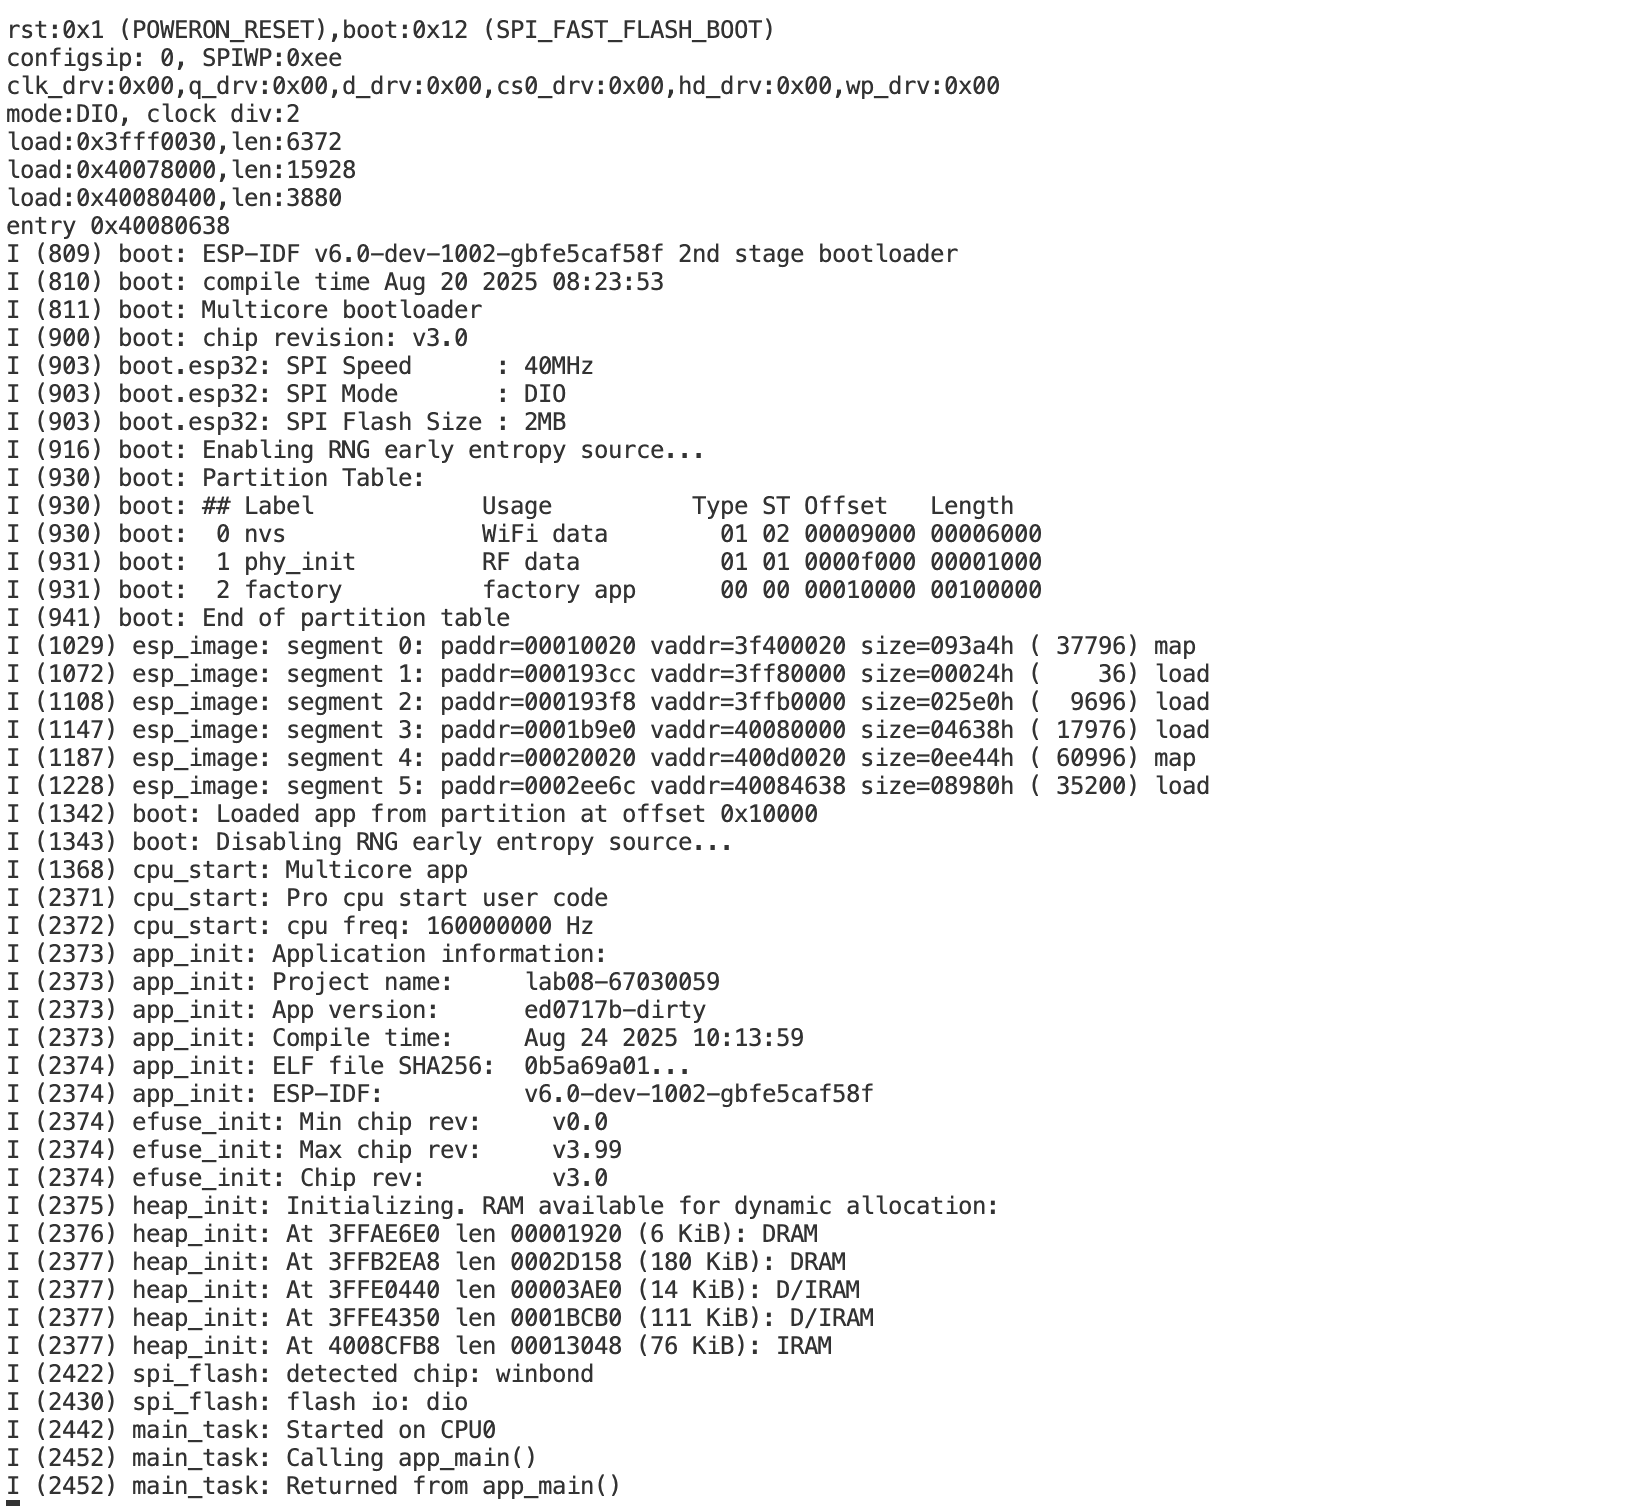 rst:0x1 (POWERON_RESET),boot:0x12 (SPI_FAST_FLASH_BOOT)
configsip: 0, SPIWP:0xee
clk_drv:0x00,q_drv:0x00,d_drv:0x00,cs0_drv:0x00,hd_drv:0x00,wp_drv:0x00
mode:DIO, clock div:2
load:0x3fff0030,len:6372
load:0x40078000,len:15928
load:0x40080400,len:3880
entry 0x40080638
I (809) boot: ESP-IDF v6.0-dev-1002-gbfe5caf58f 2nd stage bootloader
I (810) boot: compile time Aug 20 2025 08:23:53
I (811) boot: Multicore bootloader
I (900) boot: chip revision: v3.0
I (903) boot.esp32: SPI Speed      : 40MHz
I (903) boot.esp32: SPI Mode       : DIO
I (903) boot.esp32: SPI Flash Size : 2MB
I (916) boot: Enabling RNG early entropy source...
I (930) boot: Partition Table:
I (930) boot: ## Label            Usage          Type ST Offset   Length
I (930) boot:  0 nvs              WiFi data        01 02 00009000 00006000
I (931) boot:  1 phy_init         RF data          01 01 0000f000 00001000
I (931) boot:  2 factory          factory app      00 00 00010000 00100000
I (941) boot: End of partition table
I (1029) esp_image: segment 0: paddr=00010020 vaddr=3f400020 size=093a4h ( 37796) map
I (1072) esp_image: segment 1: paddr=000193cc vaddr=3ff80000 size=00024h (    36) load
I (1108) esp_image: segment 2: paddr=000193f8 vaddr=3ffb0000 size=025e0h (  9696) load
I (1147) esp_image: segment 3: paddr=0001b9e0 vaddr=40080000 size=04638h ( 17976) load
I (1187) esp_image: segment 4: paddr=00020020 vaddr=400d0020 size=0ee44h ( 60996) map
I (1228) esp_image: segment 5: paddr=0002ee6c vaddr=40084638 size=08980h ( 35200) load
I (1342) boot: Loaded app from partition at offset 0x10000
I (1343) boot: Disabling RNG early entropy source...
I (1368) cpu_start: Multicore app
I (2371) cpu_start: Pro cpu start user code
I (2372) cpu_start: cpu freq: 160000000 Hz
I (2373) app_init: Application information:
I (2373) app_init: Project name:     lab08-67030059
I (2373) app_init: App version:      ed0717b-dirty
I (2373) app_init: Compile time:     Aug 24 2025 10:13:59
I (2374) app_init: ELF file SHA256:  0b5a69a01...
I (2374) app_init: ESP-IDF:          v6.0-dev-1002-gbfe5caf58f
I (2374) efuse_init: Min chip rev:     v0.0
I (2374) efuse_init: Max chip rev:     v3.99
I (2374) efuse_init: Chip rev:         v3.0
I (2375) heap_init: Initializing. RAM available for dynamic allocation:
I (2376) heap_init: At 3FFAE6E0 len 00001920 (6 KiB): DRAM
I (2377) heap_init: At 3FFB2EA8 len 0002D158 (180 KiB): DRAM
I (2377) heap_init: At 3FFE0440 len 00003AE0 (14 KiB): D/IRAM
I (2377) heap_init: At 3FFE4350 len 0001BCB0 (111 KiB): D/IRAM
I (2377) heap_init: At 4008CFB8 len 00013048 (76 KiB): IRAM
I (2422) spi_flash: detected chip: winbond
I (2430) spi_flash: flash io: dio
I (2442) main_task: Started on CPU0
I (2452) main_task: Calling app_main()
I (2452) main_task: Returned from app_main()